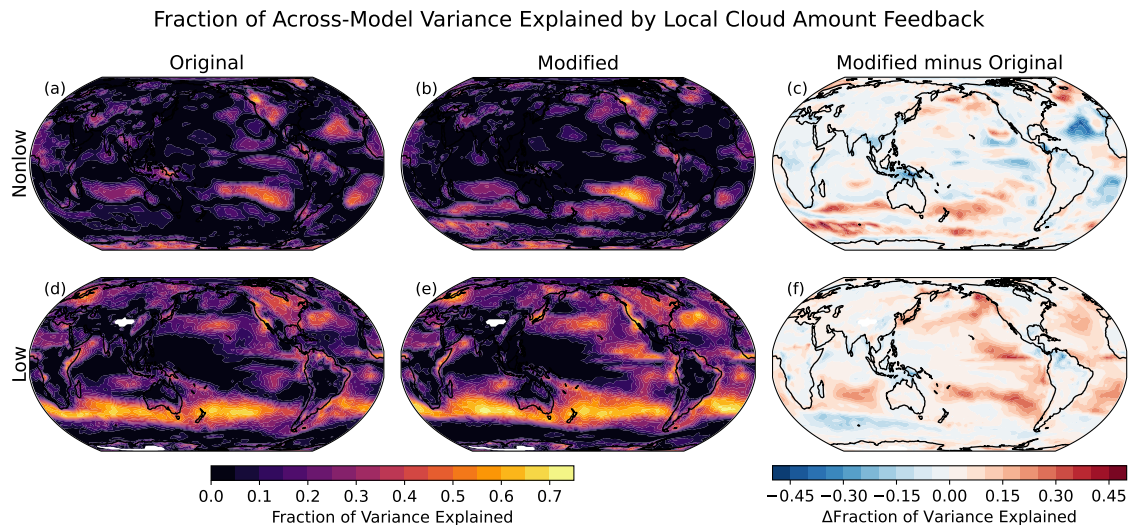 Fraction of Across-Model Variance Explained by Local Cloud Amount Feedback
Original
Modified
Modified minus Original
(a)
(b)
(c)
Nonlow
(d)
(e)
(f)
Low
0.0 0.1 0.2 0.3 0.4 0.5 0.6 0.7
Fraction of Variance Explained
−0.45 −0.30 −0.15 0.00 0.15 0.30 0.45
ΔFraction of Variance Explained